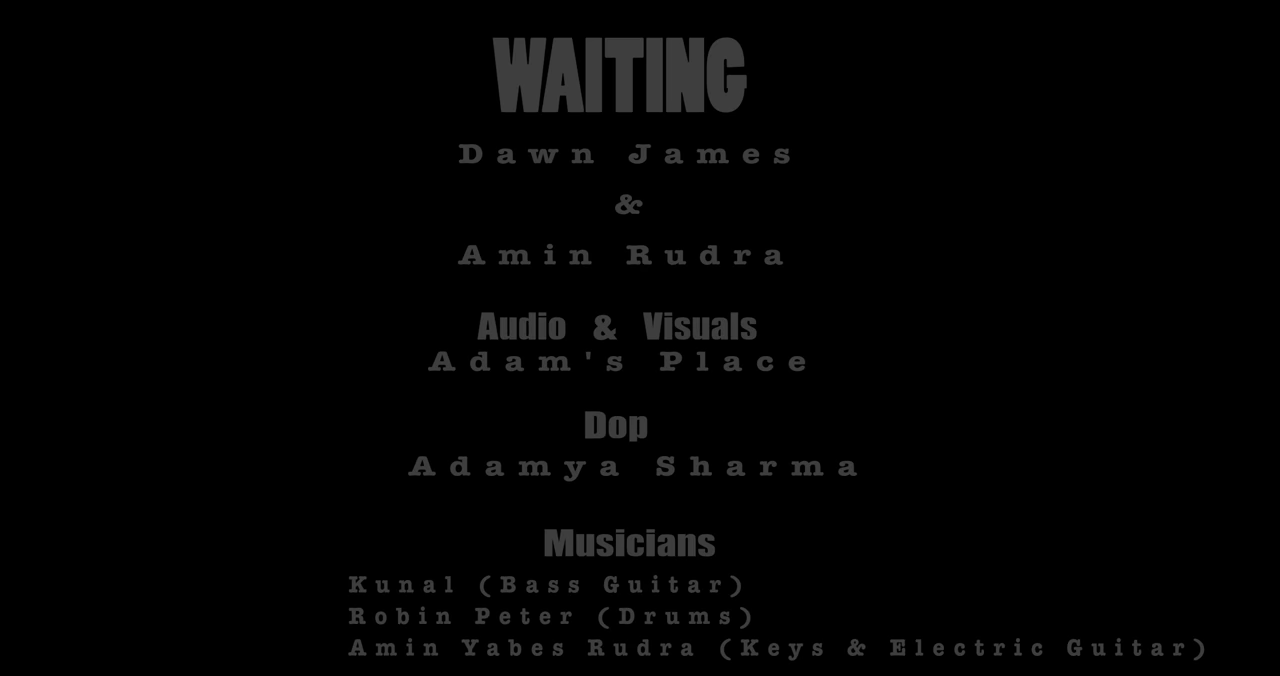 WAITING
Dawn James
&
Amin Rudra
Audio & Visuals
Adam's Place
Dop
Adamya Sharma
Musicians
Kunal (Bass Guitar)
Robin Peter (Drums)
Amin Yabes Rudra (Keys & Electric Guitar)